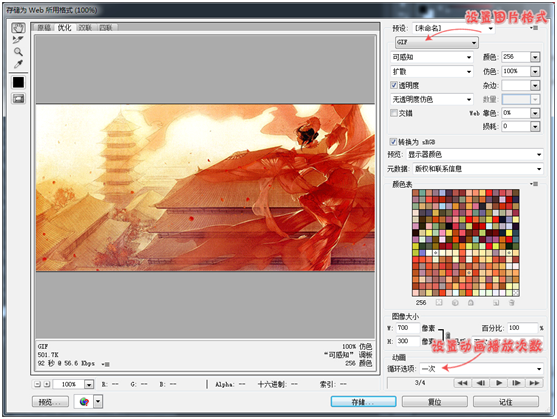 存储为 Web 所用格式 (100%)
原稿 优化 双联 四联
预设: [未命名]
设置图片格式
GIF
可感知 颜色: 256
扩散 仿色: 100%
透明度 杂边:
无透明度仿色 数量:
交错 Web 靠色: 0%
损耗: 0
转换为 sRGB
预览: 显示器颜色
元数据: 版权和联系信息
颜色表
256
图像大小
W: 700 像素 百分比: 100 %
H: 300 像素
设置动画播放次数
动画
循环选项: 一次
3/4
GIF 100% 仿色
501.7K “可感知” 调板
92 秒 @ 56.6 Kbps 256 颜色
100% R: -- G: -- B: -- Alpha: -- 十六进制: -- 索引: --
预览... 存储... 复位 记住